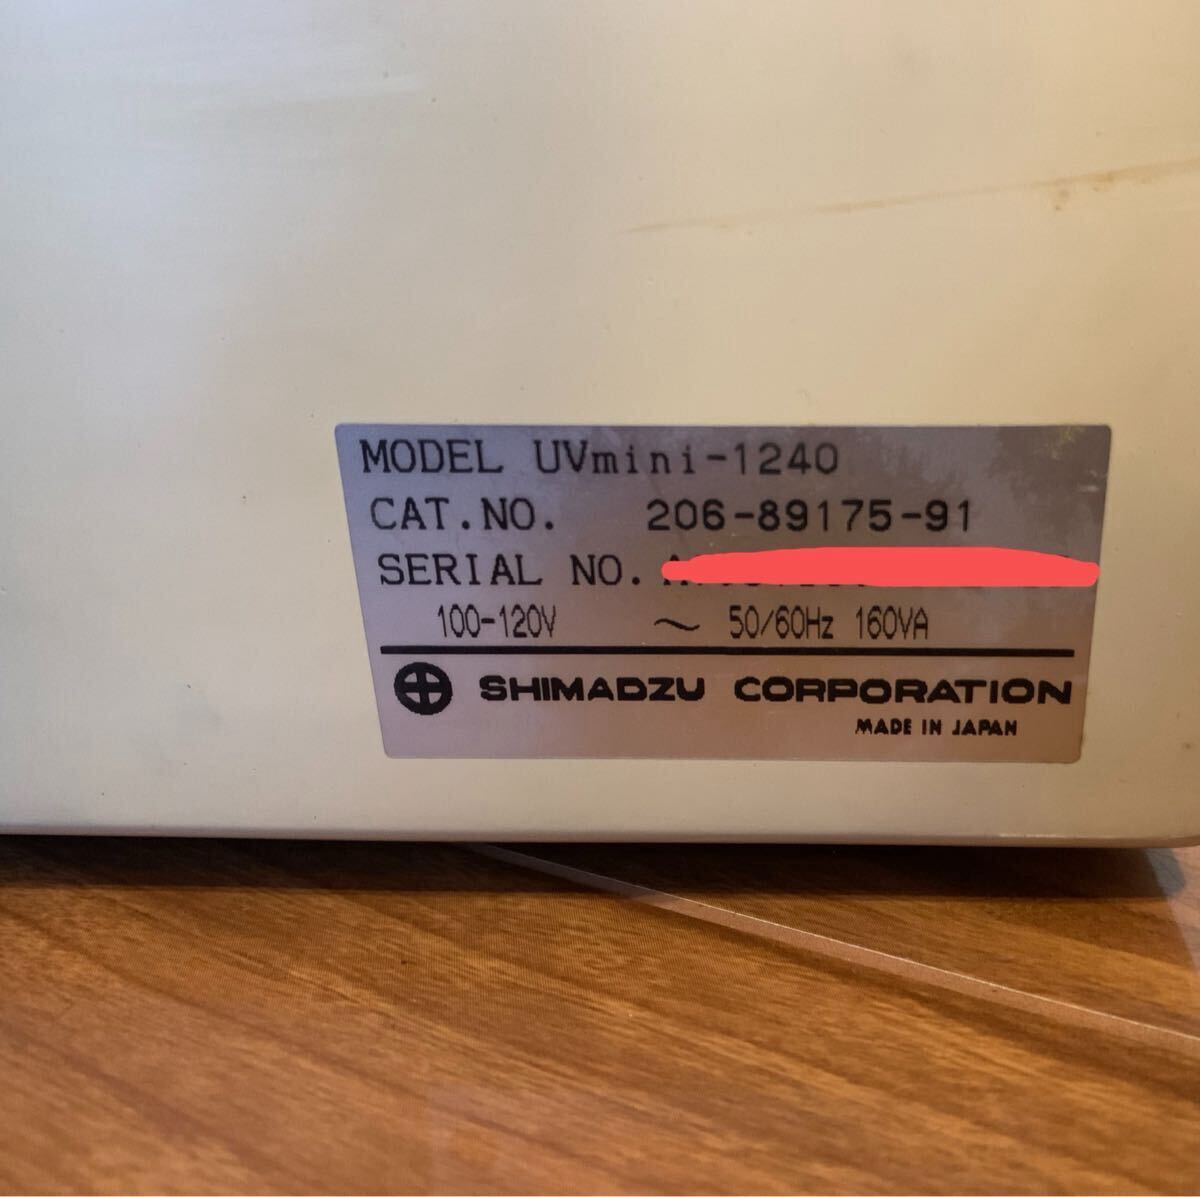 MODEL UVmini-1240
CAT.NO. 206-89175-91
SERIAL NO.
100-120V ~ 50/60Hz 160VA
SHIMADZU CORPORATION
MADE IN JAPAN